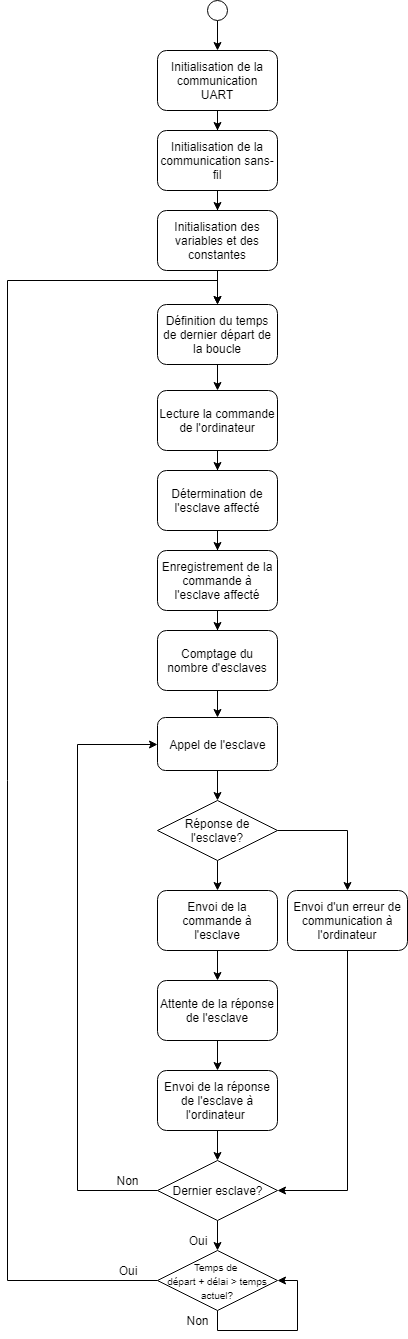 Initialisation de la
communication
UART
Initialisation de la
communication sans-
fil
Initialisation des
variables et des
constantes
Définition du temps
de dernier départ de
la boucle
Lecture la commande
de l'ordinateur
Détermination de
l'esclave affecté
Enregistrement de la
commande à
l'esclave affecté
Comptage du
nombre d'esclaves
Appel de l'esclave
Réponse de
l'esclave?
Envoi de la
commande à
l'esclave
Envoi d'un erreur de
communication à
l'ordinateur
Attente de la réponse
de l'esclave
Envoi de la réponse
de l'esclave à
l'ordinateur
Non
Dernier esclave?
Oui
Oui
Temps de
départ + délai > temps
actuel?
Non